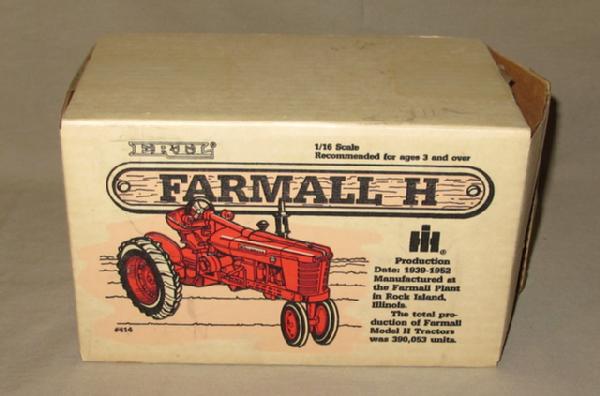 ERTL®
1/16 Scale
Recommended for ages 3 and over
FARMALL H
IH®
Production
Date: 1939-1952
Manufactured at
the Farmall Plant
in Rock Island,
Illinois.
The total pro-
duction of Farmall
Model H Tractors
was 390,053 units.
#414